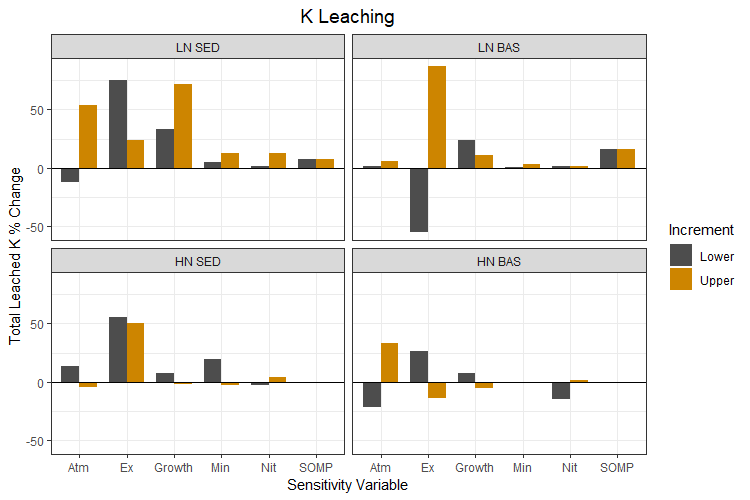 K Leaching
LN SED
LN BAS
50
0
-50
HN SED
HN BAS
50
0
-50
Atm Ex Growth Min Nit SOMP
Atm Ex Growth Min Nit SOMP
Sensitivity Variable
Total Leached K % Change
Increment
Lower
Upper